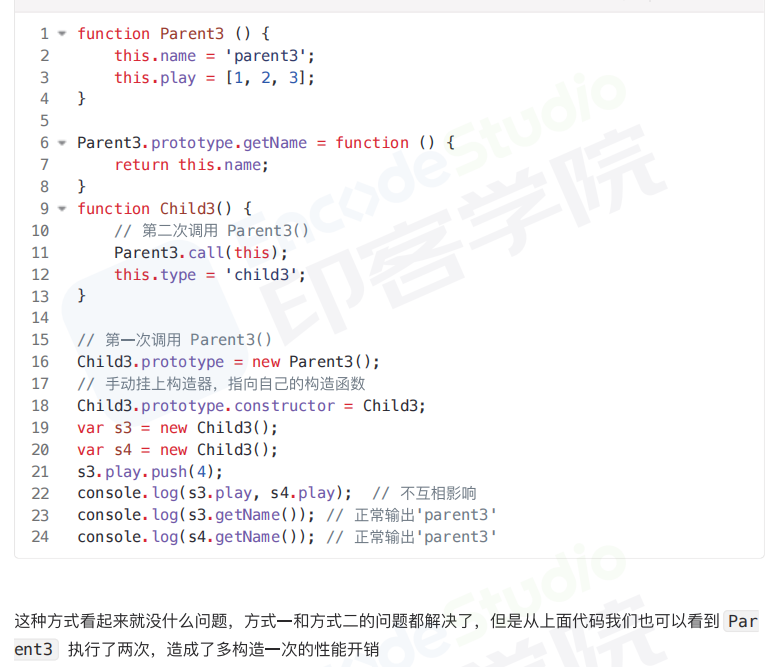 1 function Parent3 () {
2     this.name = 'parent3';
3     this.play = [1, 2, 3];
4 }
5
6 Parent3.prototype.getName = function () {
7     return this.name;
8 }
9 function Child3() {
10     // 第二次调用 Parent3()
11     Parent3.call(this);
12     this.type = 'child3';
13 }
14
15 // 第一次调用 Parent3()
16 Child3.prototype = new Parent3();
17 // 手动挂上构造器，指向自己的构造函数
18 Child3.prototype.constructor = Child3;
19 var s3 = new Child3();
20 var s4 = new Child3();
21 s3.play.push(4);
22 console.log(s3.play, s4.play);  // 不互相影响
23 console.log(s3.getName()); // 正常输出'parent3'
24 console.log(s4.getName()); // 正常输出'parent3'
这种方式看起来就没什么问题，方式一和方式二的问题都解决了，但是从上面代码我们也可以看到 Par
ent3 执行了两次，造成了多构造一次的性能开销
EncodeStudio
印客学院